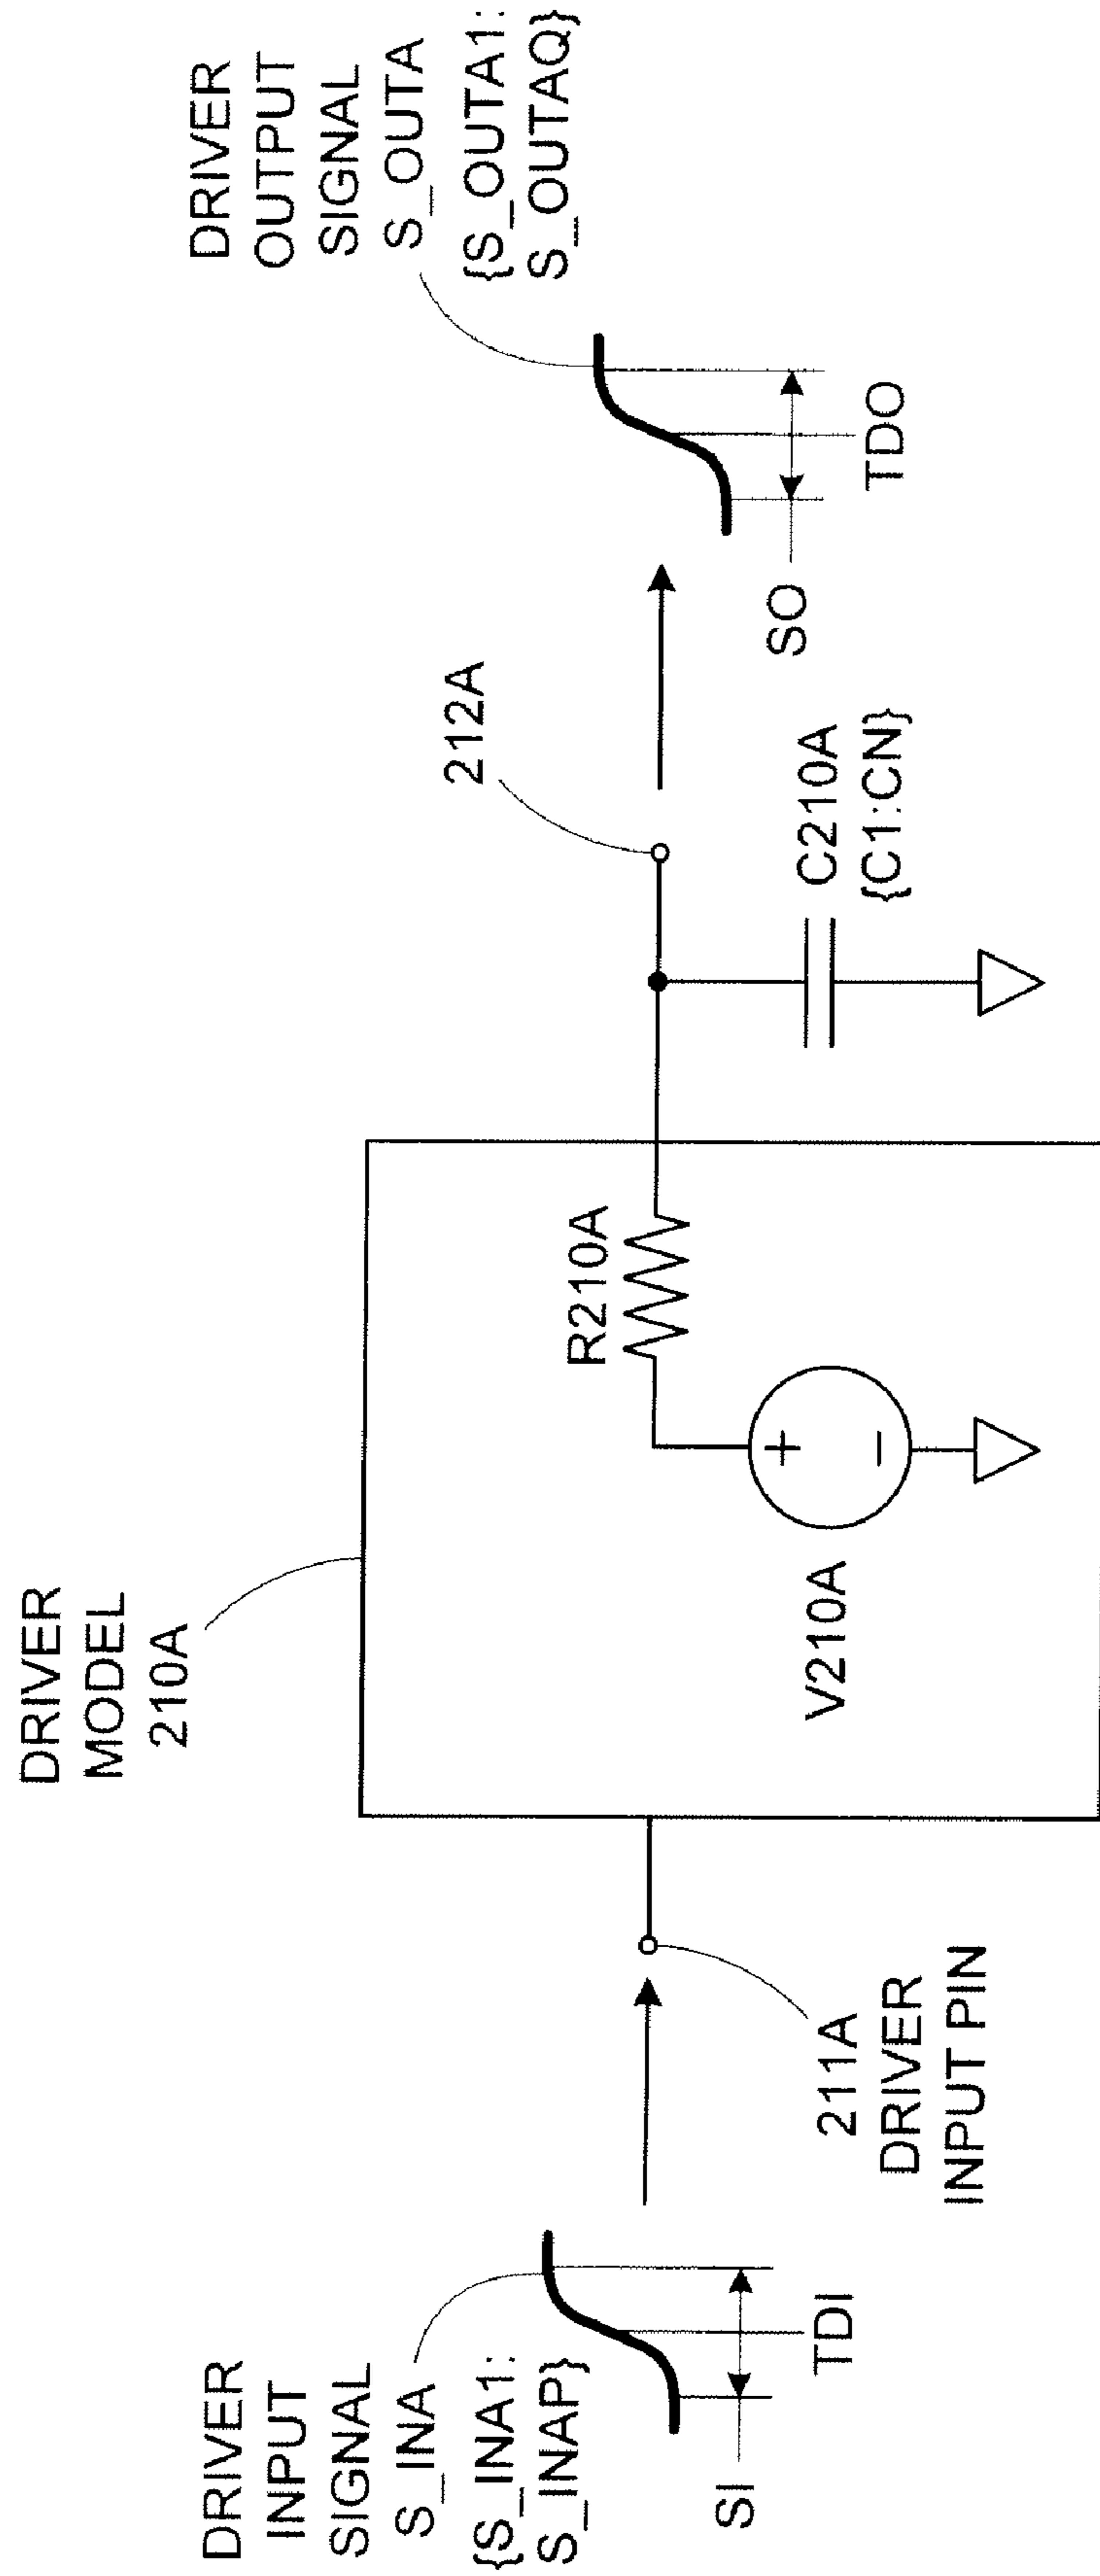 DRIVER
INPUT
SIGNAL
S_INA
{S_INA1:
S_INAP}
SI
TDI
211A
DRIVER
INPUT PIN
DRIVER
MODEL
210A
V210A
+
–
R210A
C210A
{C1:CN}
212A
SO
TDO
DRIVER
OUTPUT
SIGNAL
S_OUTA
{S_OUTA1:
S_OUTAQ}